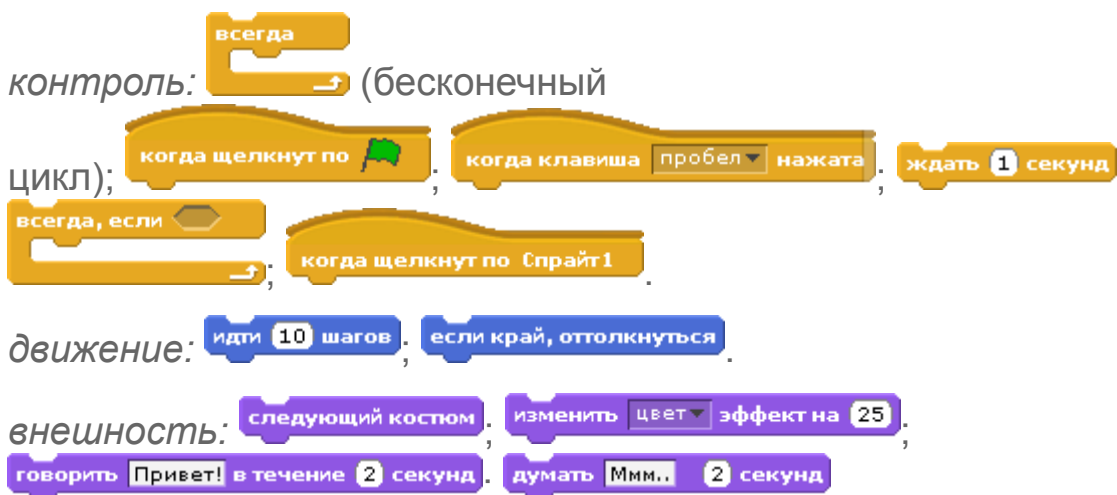 всегда
контроль: (бесконечный
цикл); когда щелкнут по ; когда клавиша пробел нажата ; ждать 1 секунд
всегда, если ; когда щелкнут по Спрайт1 .
движение: идти 10 шагов ; если край, оттолкнуться .
внешность: следующий костюм ; изменить цвет эффект на 25 ;
говорить Привет! в течение 2 секунд . думать Ммм.. 2 секунд